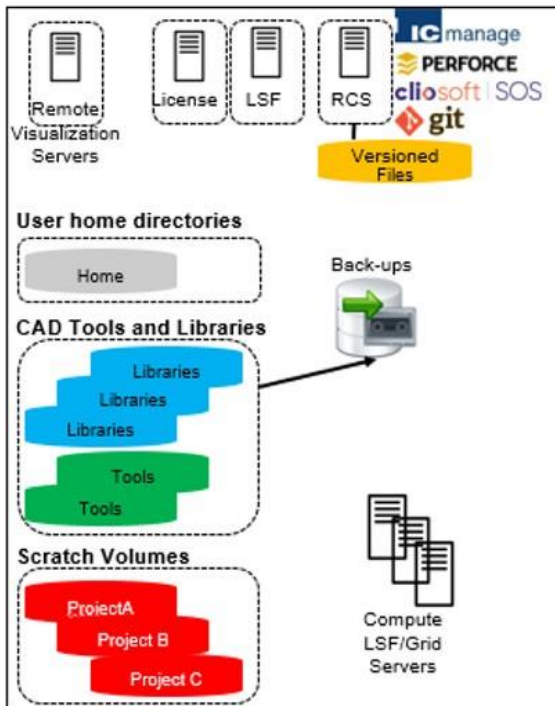 IC manage
PERFORCE
cliosoft | SOS
git
Remote
Visualization
Servers
License
LSF
RCS
Versioned
Files
User home directories
Home
Back-ups
CAD Tools and Libraries
Libraries
Libraries
Libraries
Tools
Tools
Scratch Volumes
ProjectA
Project B
Project C
Compute
LSF/Grid
Servers